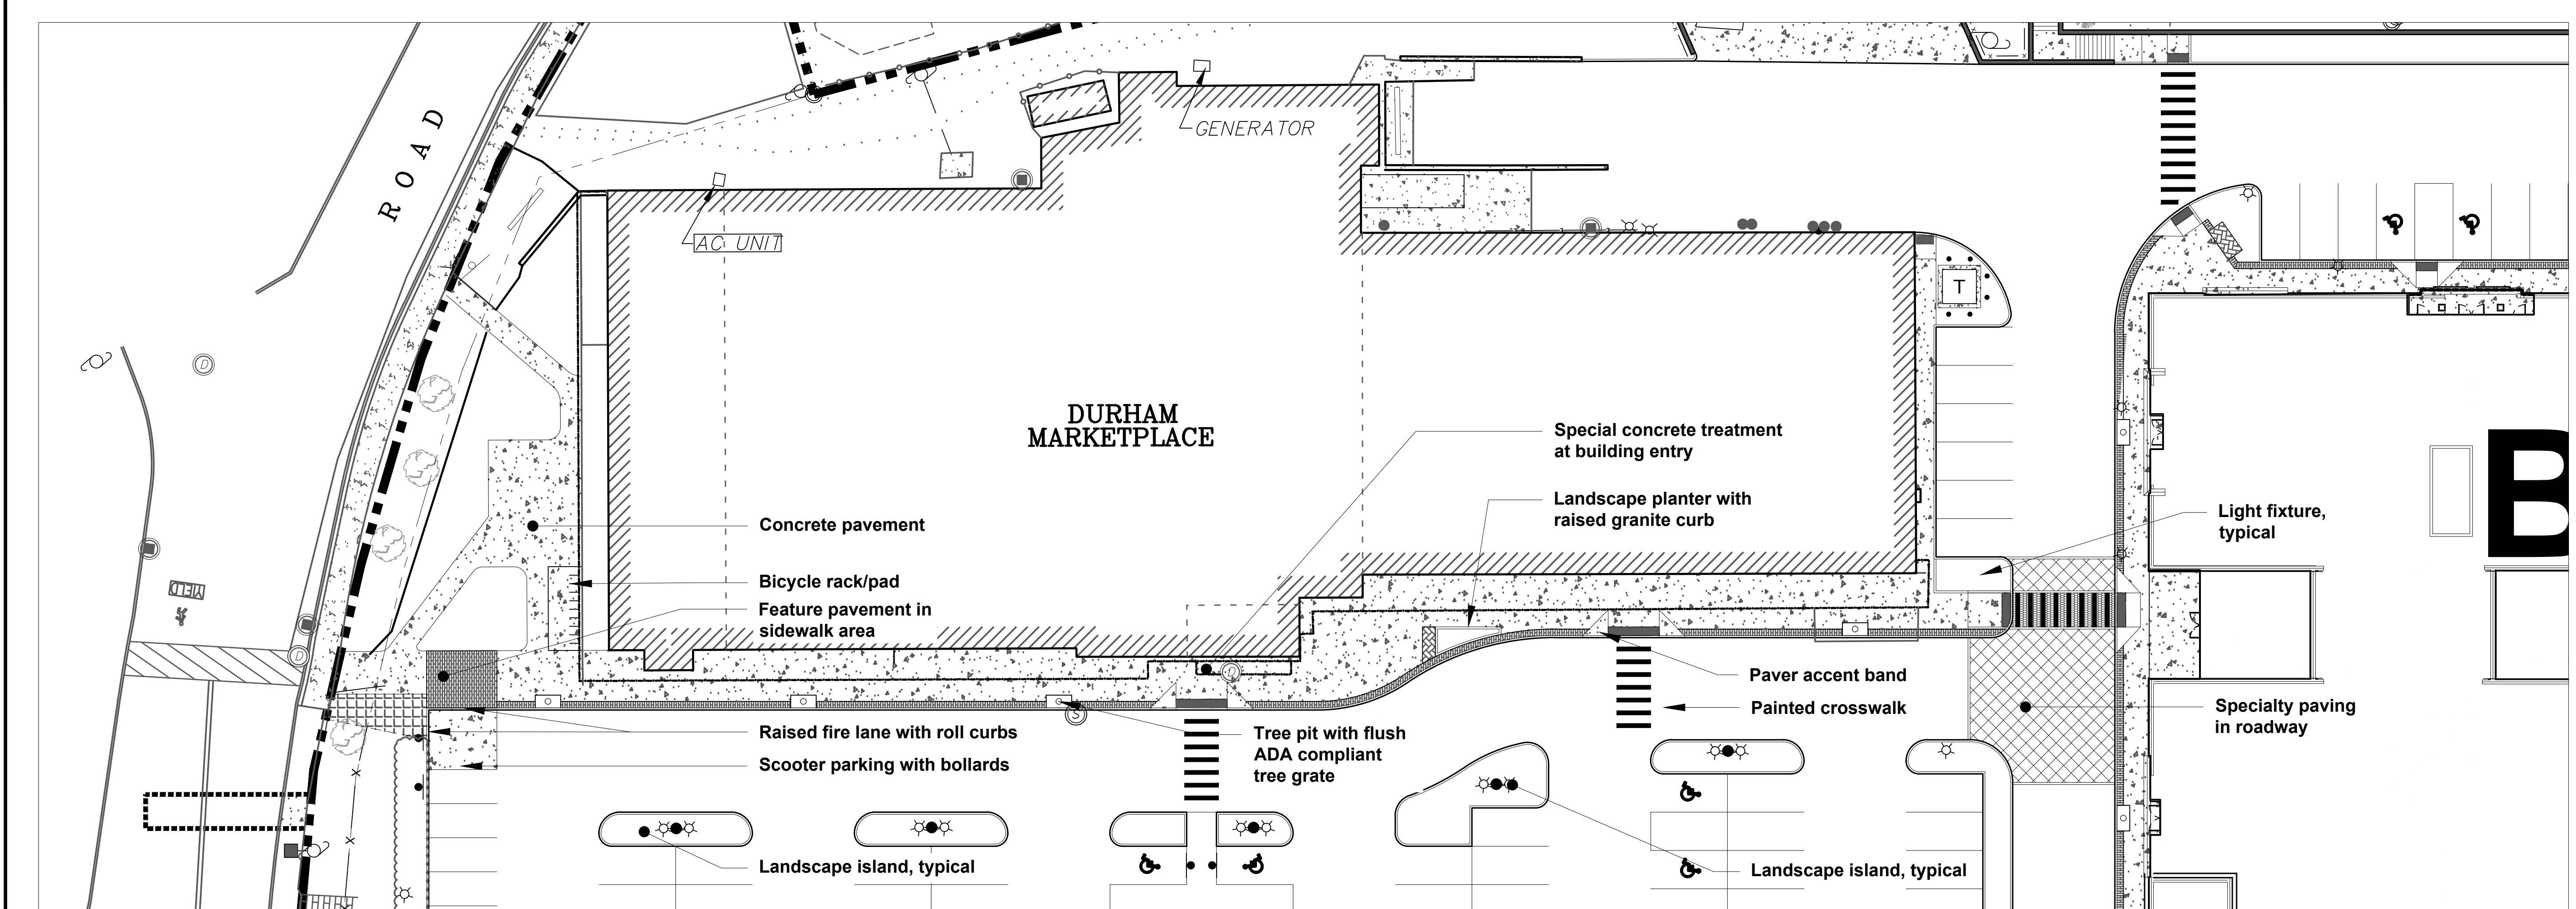 ROAD
GENERATOR
AC UNIT
T
D
DURHAM
MARKETPLACE
Special concrete treatment
at building entry
Landscape planter with
raised granite curb
B
Light fixture,
typical
Concrete pavement
Bicycle rack/pad
Feature pavement in
sidewalk area
YIELD
D
Paver accent band
Painted crosswalk
Specialty paving
in roadway
S
Raised fire lane with roll curbs
Scooter parking with bollards
Tree pit with flush
ADA compliant
tree grate
Landscape island, typical
Landscape island, typical